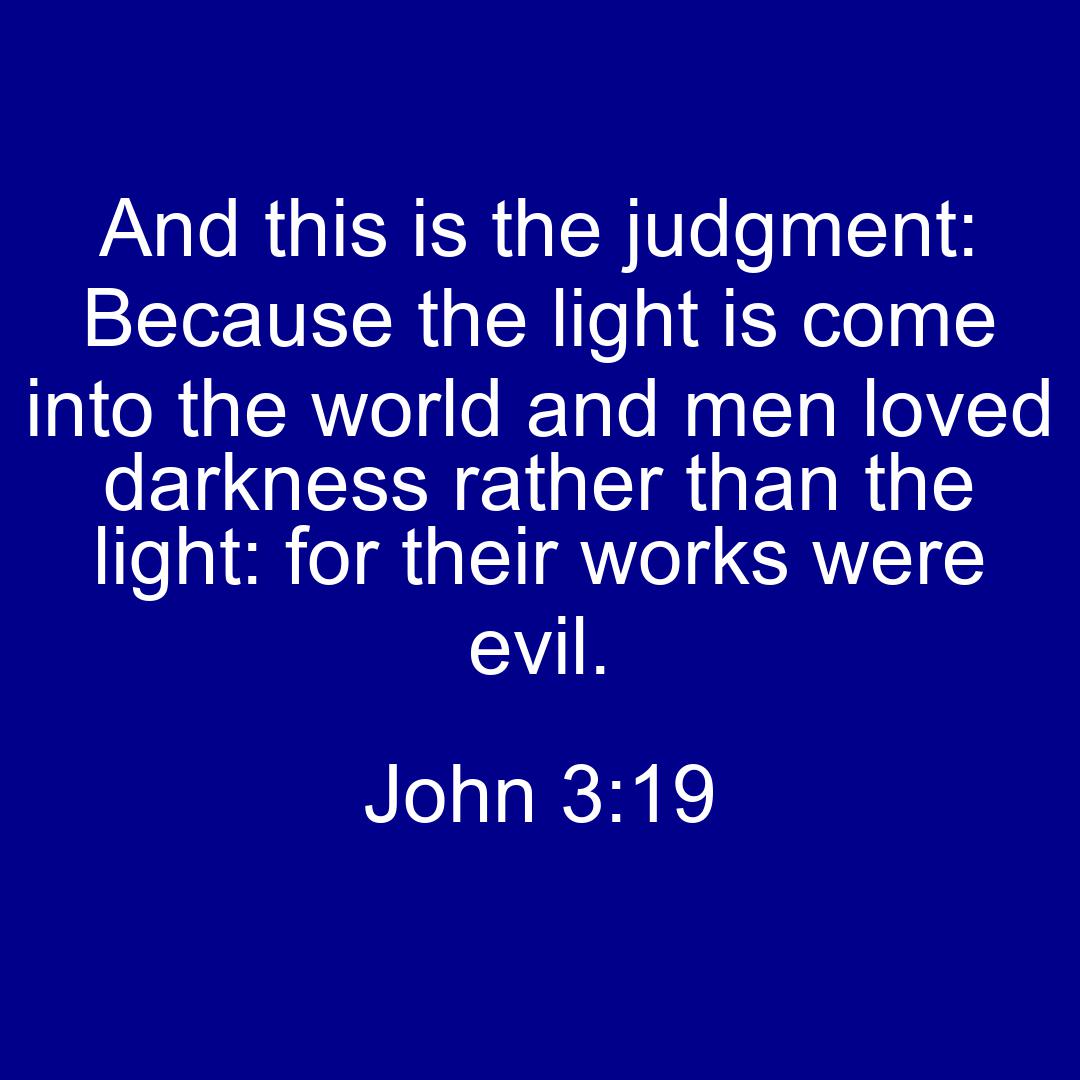 And this is the judgment:
Because the light is come
into the world and men loved
darkness rather than the
light: for their works were
evil.
John 3:19